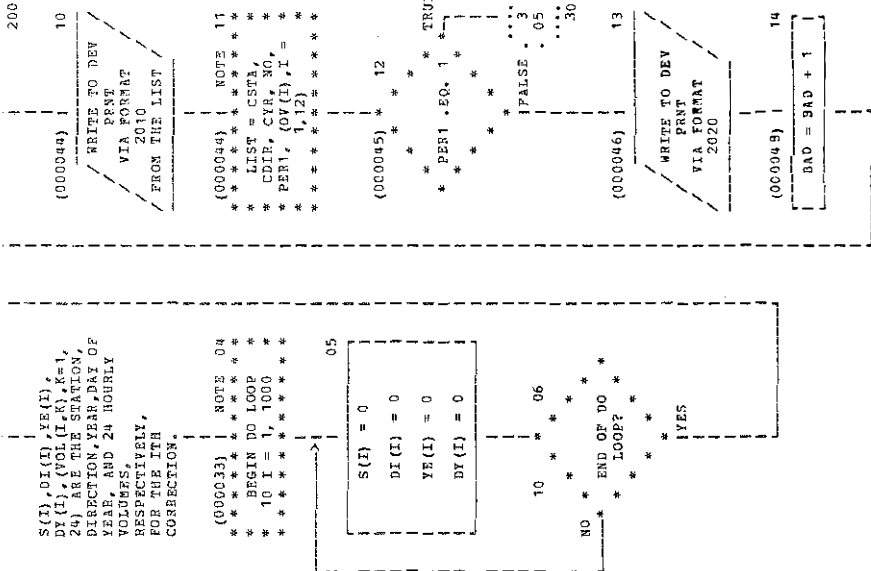 S(I),DI(I),YE(I),
DY(I),(VOL(I,K),K=1,
24) ARE THE STATION,
DIRECTION,YEAR,DAY OF
YEAR, AND 24 HOURLY
VOLUMES,
RESPECTIVELY,
FOR THE ITH
CORRECTION.
(000033) NOTE 04
* BEGIN DO LOOP *
* 10 I = 1, 1000 *
05
S(I) = 0
DI(I) = 0
YE(I) = 0
DY(I) = 0
10 06
END OF DO
LOOP?
NO
YES
200
(000044) 10
WRITE TO DEV
PRNT
VIA FORMAT
2010
FROM THE LIST
(000044) NOTE 11
* LIST = CSTA,
* CDIR, CYR, NO,
* PER1, (OV(I),I =
* 1,12)
(000045) 12
* PER1 .EQ. 1
FALSE
. 3
. 05
30
(000046) 13
WRITE TO DEV
PRNT
VIA FORMAT
2020
(000049) 14
BAD = BAD + 1